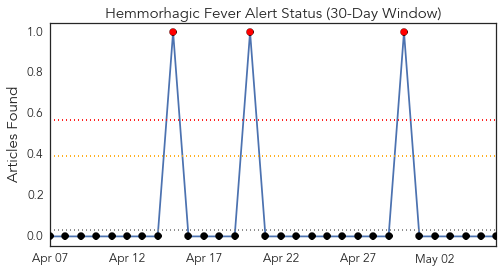 Hemmorhagic Fever Alert Status (30-Day Window)
Articles Found
1.0
0.8
0.6
0.4
0.2
0.0
Apr 07 Apr 12 Apr 17 Apr 22 Apr 27 May 02